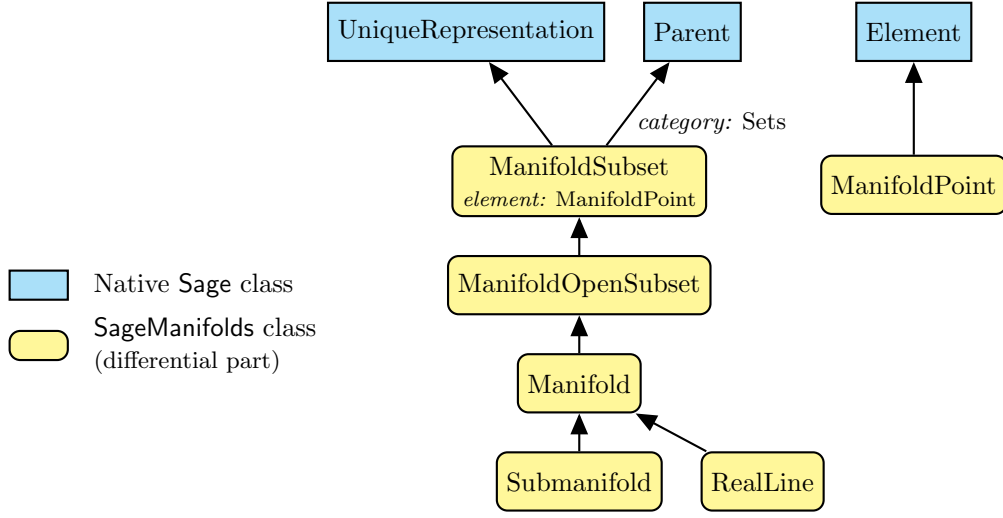 UniqueRepresentation
Parent
Element
category: Sets
ManifoldSubset
element: ManifoldPoint
ManifoldPoint
Native Sage class
ManifoldOpenSubset
SageManifolds class
(differential part)
Manifold
Submanifold
RealLine